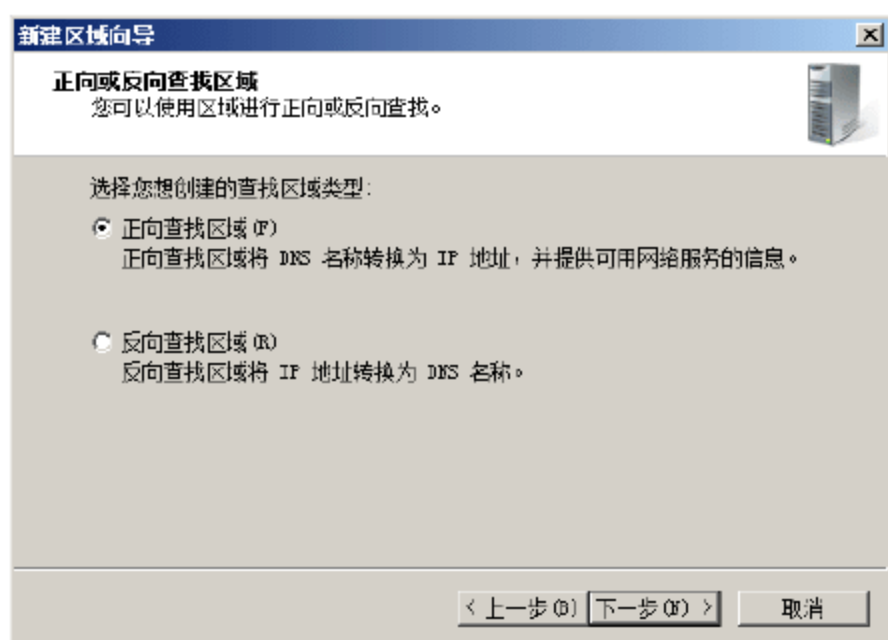 新建区域向导
正向或反向查找区域
您可以使用区域进行正向或反向查找。
选择您想创建的查找区域类型:
正向查找区域(F)
正向查找区域将 DNS 名称转换为 IP 地址，并提供可用网络服务的信息。
反向查找区域(R)
反向查找区域将 IP 地址转换为 DNS 名称。
< 上一步(B) 下一步(N) > 取消